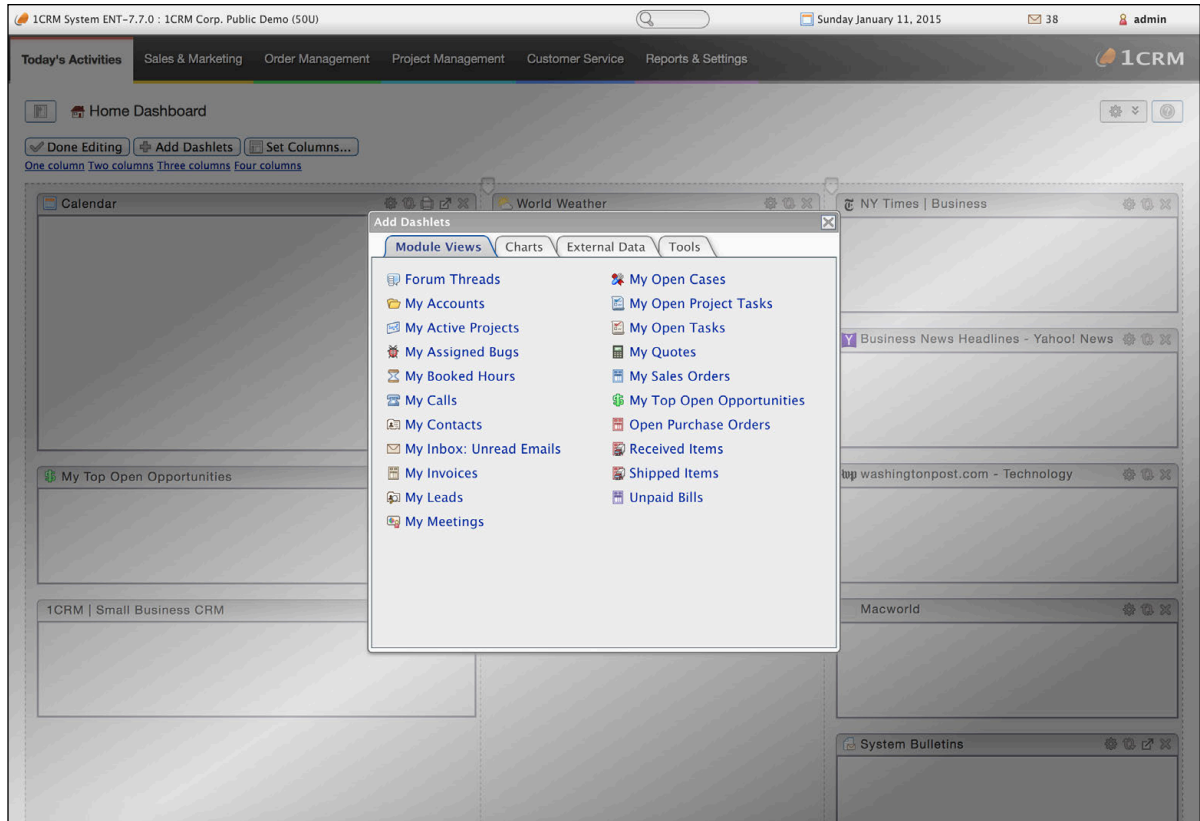 1CRM System ENT-7.7.0 : 1CRM Corp. Public Demo (50U)
Sunday January 11, 2015
38
admin
Today's Activities
Sales & Marketing
Order Management
Project Management
Customer Service
Reports & Settings
1CRM
Home Dashboard
Done Editing
Add Dashlets
Set Columns...
One column Two columns Three columns Four columns
Calendar
World Weather
NY Times | Business
Add Dashlets
Module Views
Charts
External Data
Tools
Forum Threads
My Accounts
My Active Projects
My Assigned Bugs
My Booked Hours
My Calls
My Contacts
My Inbox: Unread Emails
My Invoices
My Leads
My Meetings
My Open Cases
My Open Project Tasks
My Open Tasks
My Quotes
My Sales Orders
My Top Open Opportunities
Open Purchase Orders
Received Items
Shipped Items
Unpaid Bills
Business News Headlines - Yahoo! News
My Top Open Opportunities
washingtonpost.com - Technology
1CRM | Small Business CRM
Macworld
System Bulletins